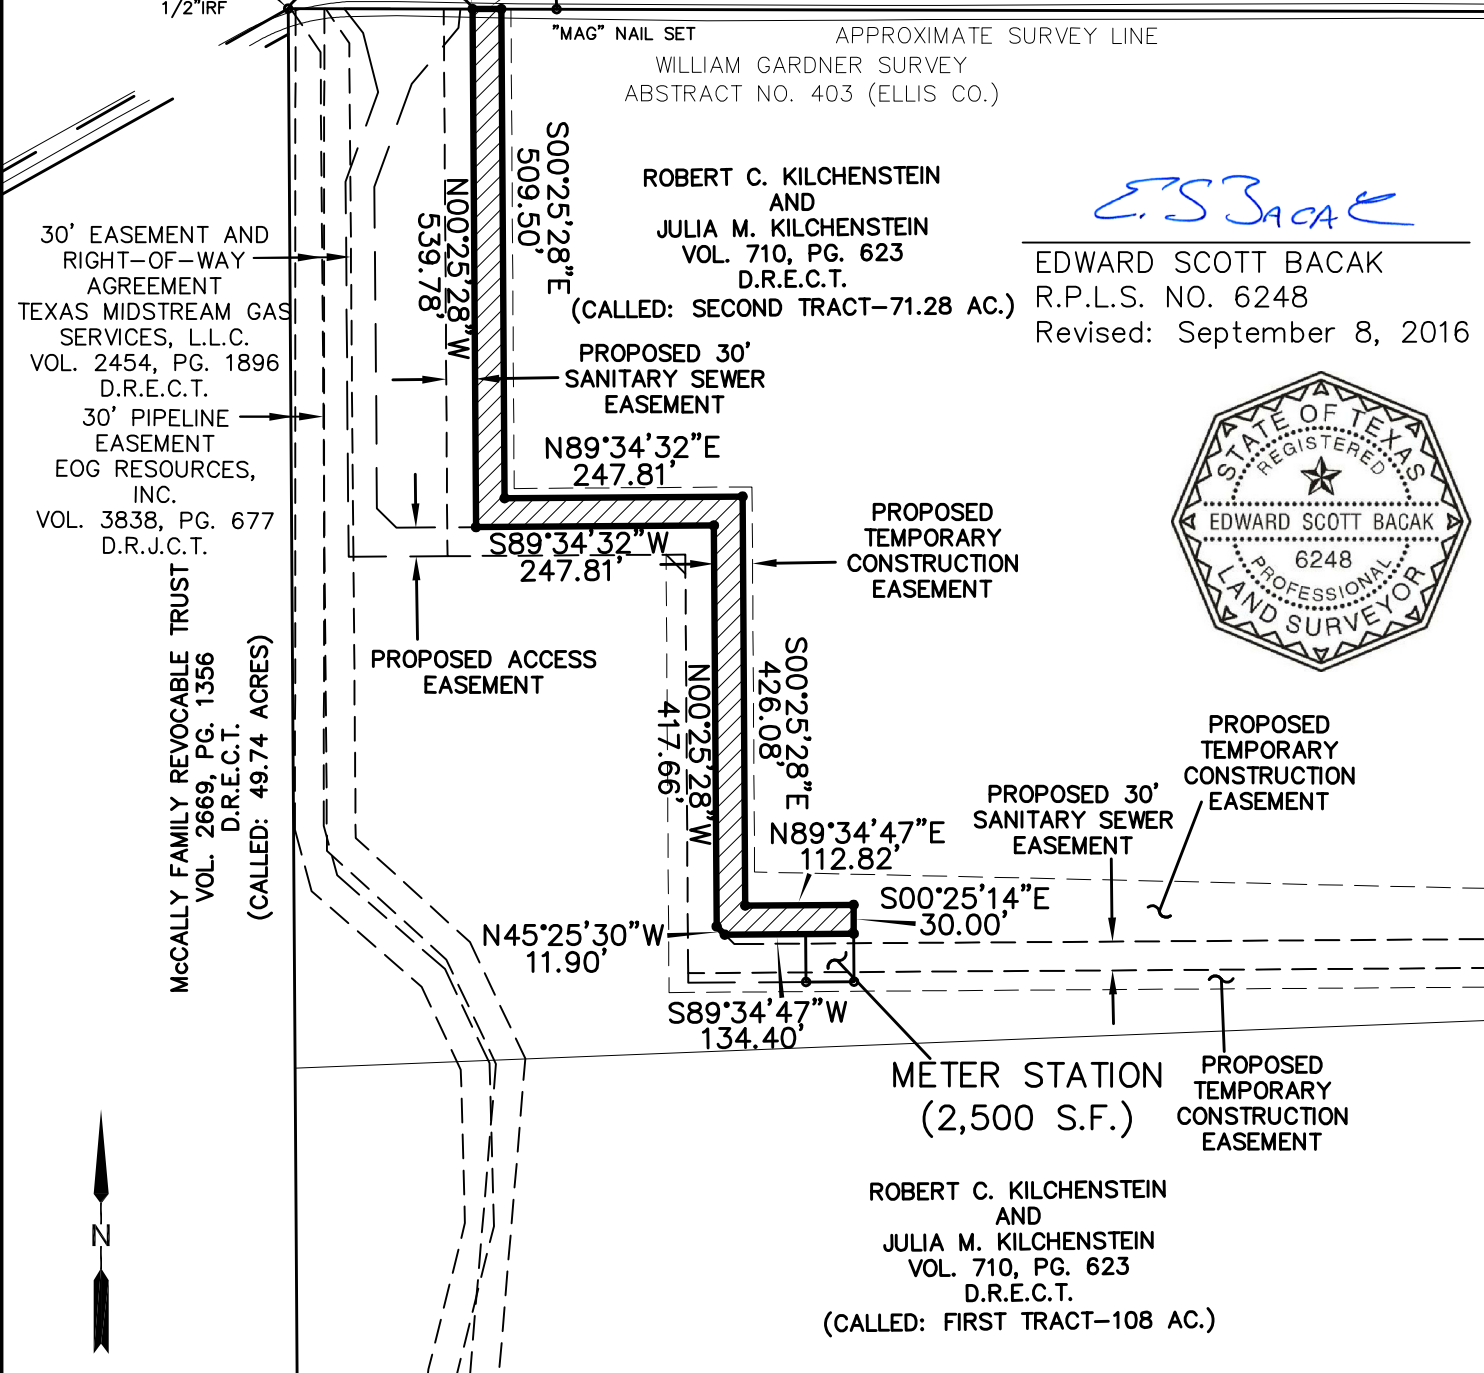 1/2"IRF
"MAG" NAIL SET
APPROXIMATE SURVEY LINE
WILLIAM GARDNER SURVEY
ABSTRACT NO. 403 (ELLIS CO.)
S00°25'28"E
509.50'
N00°25'28"W
539.78'
ROBERT C. KILCHENSTEIN
AND
JULIA M. KILCHENSTEIN
VOL. 710, PG. 623
D.R.E.C.T.
(CALLED: SECOND TRACT-71.28 AC.)
E.S BACAK
EDWARD SCOTT BACAK
R.P.L.S. NO. 6248
Revised: September 8, 2016
30' EASEMENT AND
RIGHT-OF-WAY
AGREEMENT
TEXAS MIDSTREAM GAS
SERVICES, L.L.C.
VOL. 2454, PG. 1896
D.R.E.C.T.
30' PIPELINE
EASEMENT
EOG RESOURCES,
INC.
VOL. 3838, PG. 677
D.R.J.C.T.
PROPOSED 30'
SANITARY SEWER
EASEMENT
N89°34'32"E
247.81'
S89°34'32"W
247.81'
PROPOSED
TEMPORARY
CONSTRUCTION
EASEMENT
STATE OF TEXAS
REGISTERED
EDWARD SCOTT BACAK
6248
PROFESSIONAL
LAND SURVEYOR
PROPOSED ACCESS
EASEMENT
McCALLY FAMILY REVOCABLE TRUST
VOL. 2669, PG. 1356
D.R.E.C.T.
(CALLED: 49.74 ACRES)
N00°25'28"W
417.66'
S00°25'28"E
426.08'
PROPOSED
TEMPORARY
CONSTRUCTION
EASEMENT
PROPOSED 30'
SANITARY SEWER
EASEMENT
N89°34'47"E
112.82'
S00°25'14"E
30.00'
N45°25'30"W
11.90'
S89°34'47"W
134.40'
METER STATION
(2,500 S.F.)
PROPOSED
TEMPORARY
CONSTRUCTION
EASEMENT
N
ROBERT C. KILCHENSTEIN
AND
JULIA M. KILCHENSTEIN
VOL. 710, PG. 623
D.R.E.C.T.
(CALLED: FIRST TRACT-108 AC.)